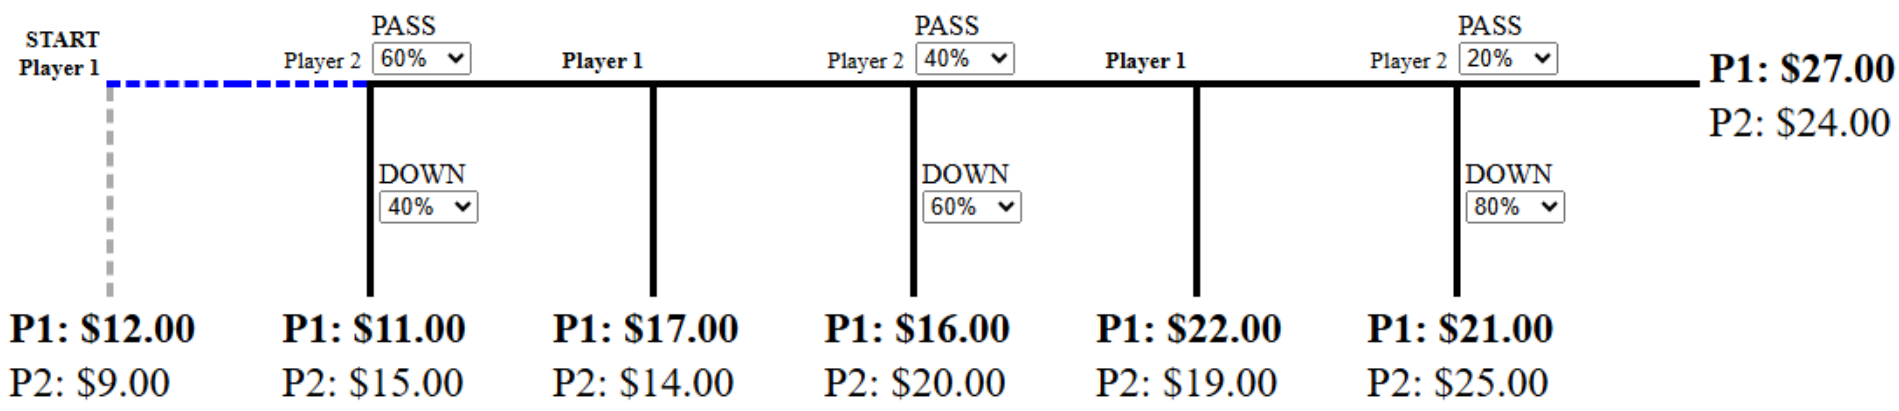 START
Player 1
Player 2
PASS
60%
Player 1
Player 2
PASS
40%
Player 1
Player 2
PASS
20%
P1: $27.00
P2: $24.00
DOWN
40%
DOWN
60%
DOWN
80%
P1: $12.00
P2: $9.00
P1: $11.00
P2: $15.00
P1: $17.00
P2: $14.00
P1: $16.00
P2: $20.00
P1: $22.00
P2: $19.00
P1: $21.00
P2: $25.00